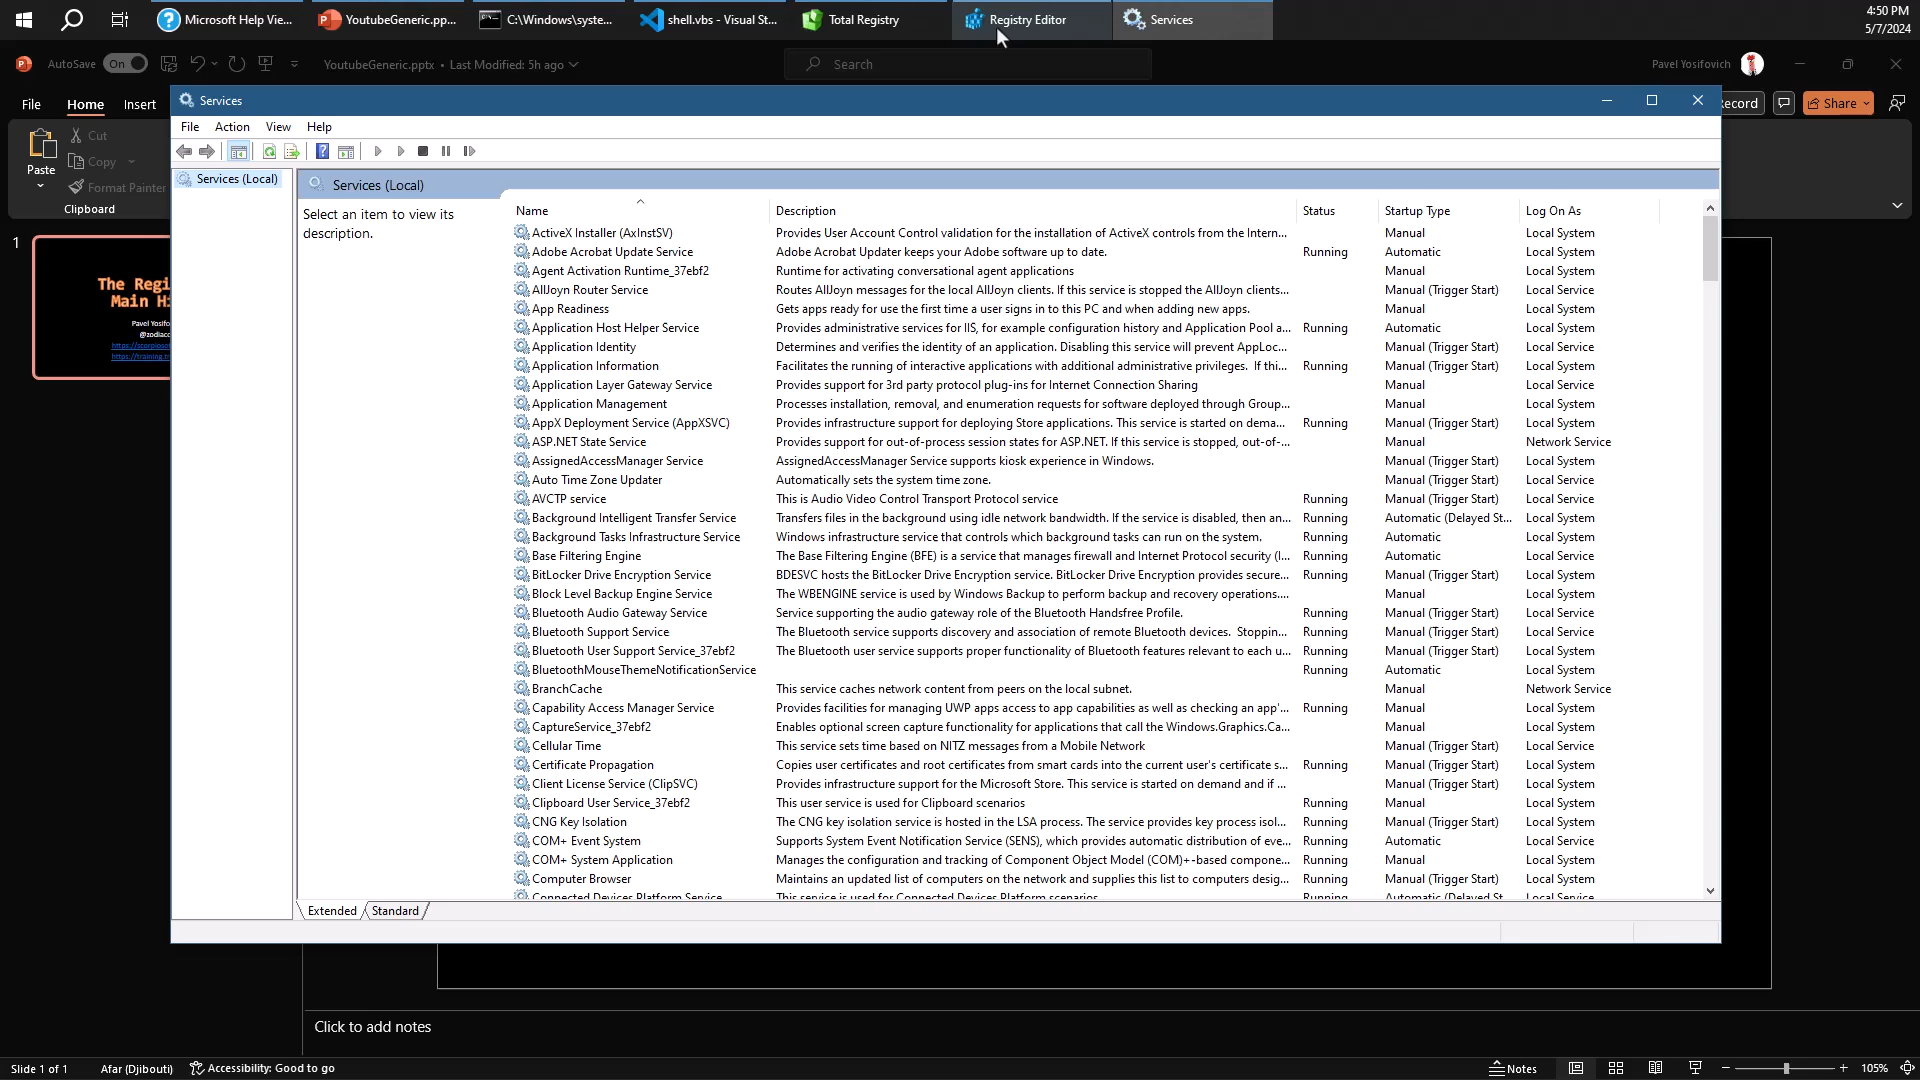 Microsoft Help Vie...
YoutubeGeneric.pp...
C:\Windows\syste...
shell.vbs - Visual St...
Total Registry
Registry Editor
Services
4:50 PM
5/7/2024
AutoSave
On
YoutubeGeneric.pptx • Last Modified: 5h ago
Search
Pavel Yosifovich
File
Home
Insert
Share
Paste
Cut
Copy
Format Painter
Clipboard
1
Pavel Yosifo
@zodiac
Services
File Action View Help
Services (Local)
Services (Local)
Select an item to view its
description.
Name Description Status Startup Type Log On As
ActiveX Installer (AxInstSV) Provides User Account Control validation for the installation of ActiveX controls from the Intern... Manual Local System
Adobe Acrobat Update Service Adobe Acrobat Updater keeps your Adobe software up to date. Running Automatic Local System
Agent Activation Runtime_37ebf2 Runtime for activating conversational agent applications Manual Local System
AllJoyn Router Service Routes AllJoyn messages for the local AllJoyn clients. If this service is stopped the AllJoyn clients... Manual (Trigger Start) Local Service
App Readiness Gets apps ready for use the first time a user signs in to this PC and when adding new apps. Manual Local System
Application Host Helper Service Provides administrative services for IIS, for example configuration history and Application Pool a... Running Automatic Local System
Application Identity Determines and verifies the identity of an application. Disabling this service will prevent AppLoc... Manual (Trigger Start) Local Service
Application Information Facilitates the running of interactive applications with additional administrative privileges. If thi... Running Manual (Trigger Start) Local System
Application Layer Gateway Service Provides support for 3rd party protocol plug-ins for Internet Connection Sharing Manual Local Service
Application Management Processes installation, removal, and enumeration requests for software deployed through Group... Manual Local System
AppX Deployment Service (AppXSVC) Provides infrastructure support for deploying Store applications. This service is started on dema... Running Manual (Trigger Start) Local System
ASP.NET State Service Provides support for out-of-process session states for ASP.NET. If this service is stopped, out-of-... Manual Network Service
AssignedAccessManager Service AssignedAccessManager Service supports kiosk experience in Windows. Manual (Trigger Start) Local System
Auto Time Zone Updater Automatically sets the system time zone. Manual (Trigger Start) Local Service
AVCTP service This is Audio Video Control Transport Protocol service Running Manual (Trigger Start) Local Service
Background Intelligent Transfer Service Transfers files in the background using idle network bandwidth. If the service is disabled, then an... Running Automatic (Delayed St... Local System
Background Tasks Infrastructure Service Windows infrastructure service that controls which background tasks can run on the system. Running Automatic Local System
Base Filtering Engine The Base Filtering Engine (BFE) is a service that manages firewall and Internet Protocol security (I... Running Automatic Local Service
BitLocker Drive Encryption Service BDESVC hosts the BitLocker Drive Encryption service. BitLocker Drive Encryption provides secure... Running Manual (Trigger Start) Local System
Block Level Backup Engine Service The WBENGINE service is used by Windows Backup to perform backup and recovery operations.... Manual Local System
Bluetooth Audio Gateway Service Service supporting the audio gateway role of the Bluetooth Handsfree Profile. Running Manual (Trigger Start) Local Service
Bluetooth Support Service The Bluetooth service supports discovery and association of remote Bluetooth devices. Stoppin... Running Manual (Trigger Start) Local Service
Bluetooth User Support Service_37ebf2 The Bluetooth user service supports proper functionality of Bluetooth features relevant to each u... Running Manual (Trigger Start) Local System
BluetoothMouseThemeNotificationService Running Automatic Local System
BranchCache This service caches network content from peers on the local subnet. Manual Network Service
Capability Access Manager Service Provides facilities for managing UWP apps access to app capabilities as well as checking an app'... Running Manual Local System
CaptureService_37ebf2 Enables optional screen capture functionality for applications that call the Windows.Graphics.Ca... Manual Local System
Cellular Time This service sets time based on NITZ messages from a Mobile Network Manual (Trigger Start) Local Service
Certificate Propagation Copies user certificates and root certificates from smart cards into the current user's certificate s... Running Manual (Trigger Start) Local System
Client License Service (ClipSVC) Provides infrastructure support for the Microsoft Store. This service is started on demand and if ... Manual (Trigger Start) Local System
Clipboard User Service_37ebf2 This user service is used for Clipboard scenarios Running Manual Local System
CNG Key Isolation The CNG key isolation service is hosted in the LSA process. The service provides key process isol... Running Manual (Trigger Start) Local System
COM+ Event System Supports System Event Notification Service (SENS), which provides automatic distribution of eve... Running Automatic Local Service
COM+ System Application Manages the configuration and tracking of Component Object Model (COM)+-based compone... Running Manual Local System
Computer Browser Maintains an updated list of computers on the network and supplies this list to computers desig... Running Manual (Trigger Start) Local System
Connected Devices Platform Service This service is used for Connected Devices Platform scenarios Running Automatic (Delayed St... Local Service
Extended Standard
Click to add notes
Slide 1 of 1
Afar (Djibouti)
Accessibility: Good to go
Notes
105%